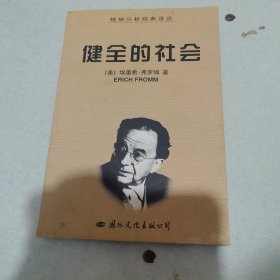 精神分析经典译丛
健全的社会
(美) 埃里希·弗罗姆 著
ERICH FROMM
国际文化出版公司